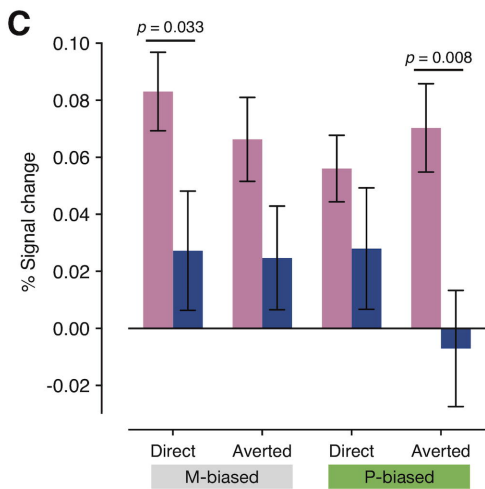 C
p = 0.033
p = 0.008
0.10
0.08
0.06
0.04
0.02
0.00
-0.02
% Signal change
Direct Averted Direct Averted
M-biased P-biased